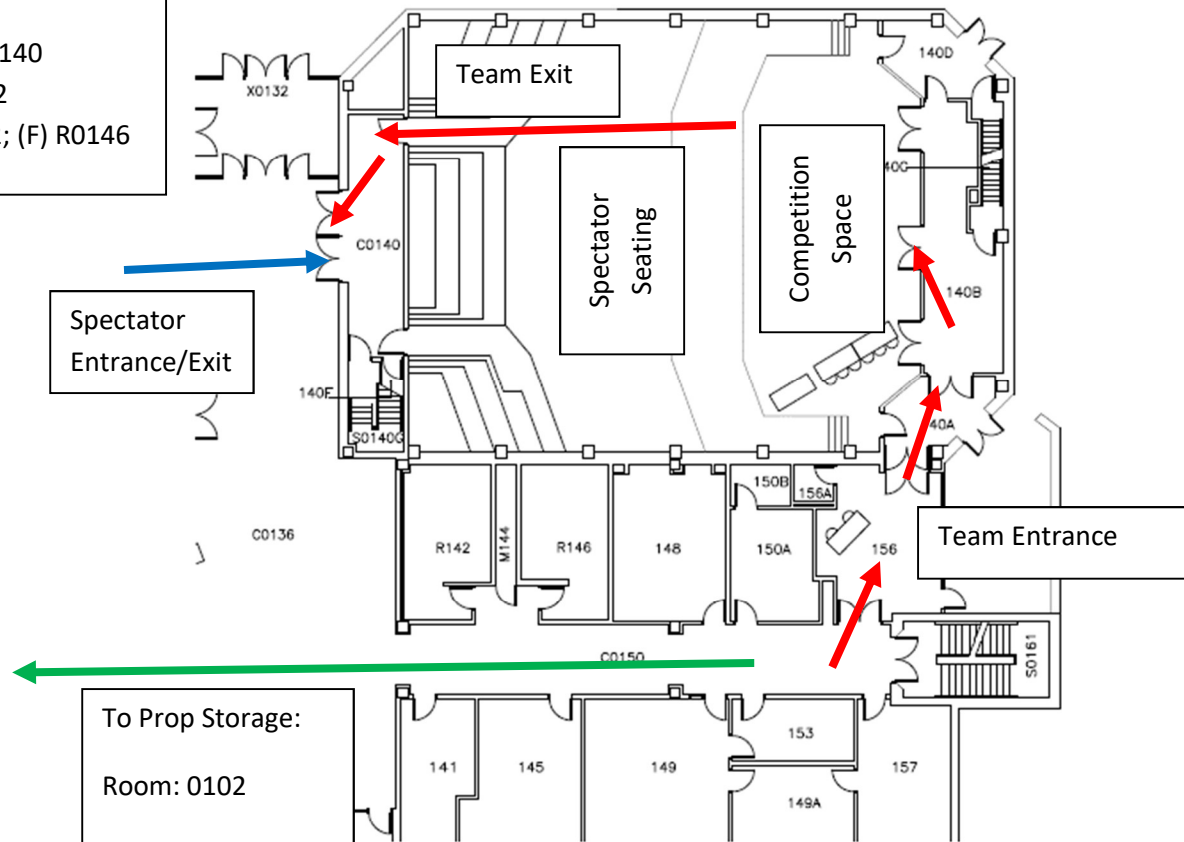 140
2
; (F) R0146
X0132
Team Exit
140D
Spectator
Seating
Competition
Space
40G
C0140
140B
Spectator
Entrance/Exit
140F
S0140G
40A
C0136
R142
M144
R146
148
150B
156A
150A
156
Team Entrance
C0150
S0161
To Prop Storage:
Room: 0102
141
145
149
153
149A
157